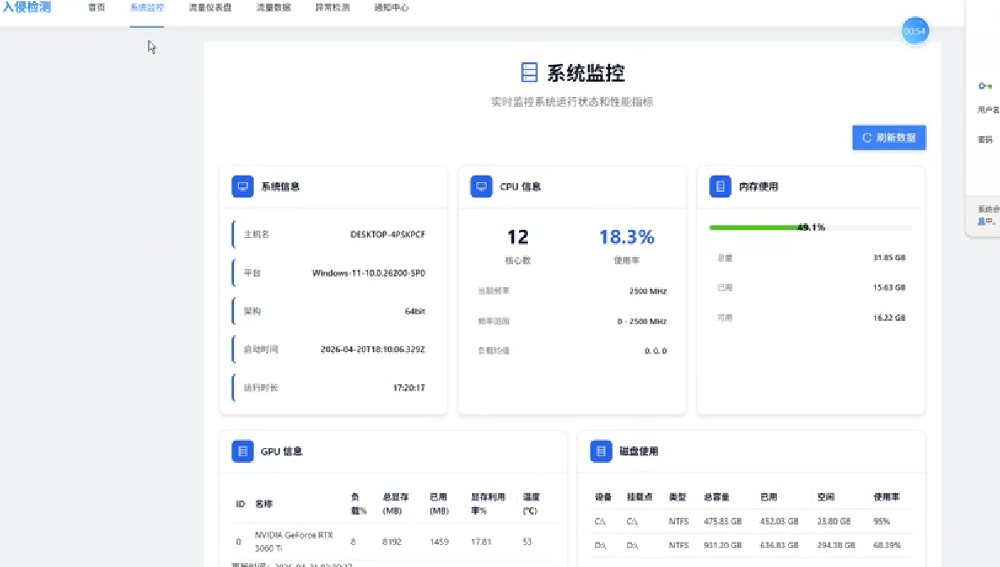 入侵检测 首页 系统监控 流量仪表盘 流量数据 异常检测 通知中心
00:54
系统监控
实时监控系统运行状态和性能指标
刷新数据
用户名
密码
系统会
具中。
系统信息
主机名 DESKTOP-4PSKPCF
平台 Windows-11-10.0.26200-SP0
架构 64bit
启动时间 2026-04-20T18:10:06.329Z
运行时长 17:20:17
CPU 信息
12 18.3%
核心数 使用率
当前频率 2500 MHz
频率范围 0 - 2500 MHz
负载均值 0, 0, 0
内存使用
49.1%
总量 31.85 GB
已用 15.63 GB
可用 16.22 GB
GPU 信息
ID 名称 负载% 总显存(MB) 已用(MB) 显存利用率% 温度(℃)
0 NVIDIA GeForce RTX 3060 Ti 8 8192 1459 17.81 53
磁盘使用
设备 挂载点 类型 总容量 已用 空闲 使用率
C:\ C:\ NTFS 475.83 GB 452.03 GB 23.80 GB 95%
D:\ D:\ NTFS 931.20 GB 636.83 GB 294.38 GB 68.39%